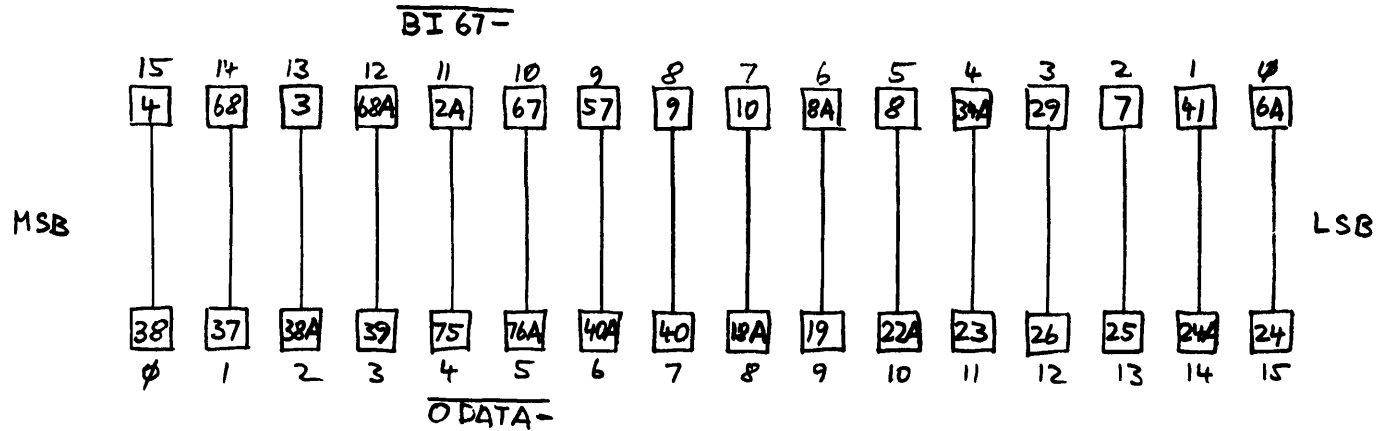 BI 67-
15 14 13 12 11 10 9 8 7 6 5 4 3 2 1 φ
4 68 3 68A 2A 67 57 9 10 8A 8 34A 29 7 41 6A
MSB LSB
38 37 38A 39 75 76A 40A 40 18A 19 22A 23 26 25 24A 24
φ 1 2 3 4 5 6 7 8 9 10 11 12 13 14 15
O DATA-